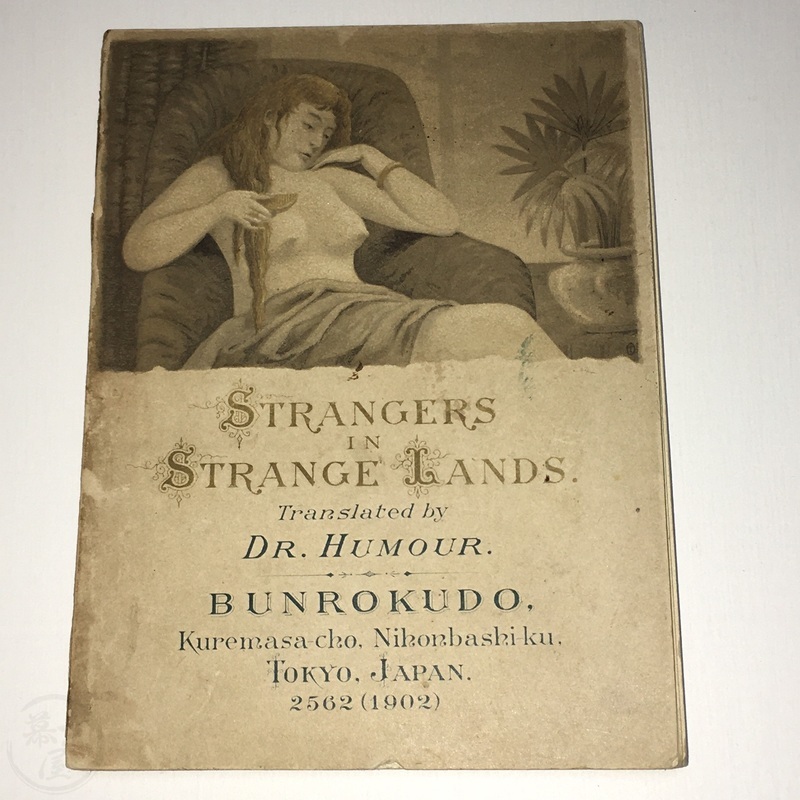 STRANGERS
IN
STRANGE LANDS.
Translated by
DR. HUMOUR.
BUNROKUDO,
Kuremasa-cho, Nihonbashi-ku,
TOKYO, JAPAN.
2562 (1902)